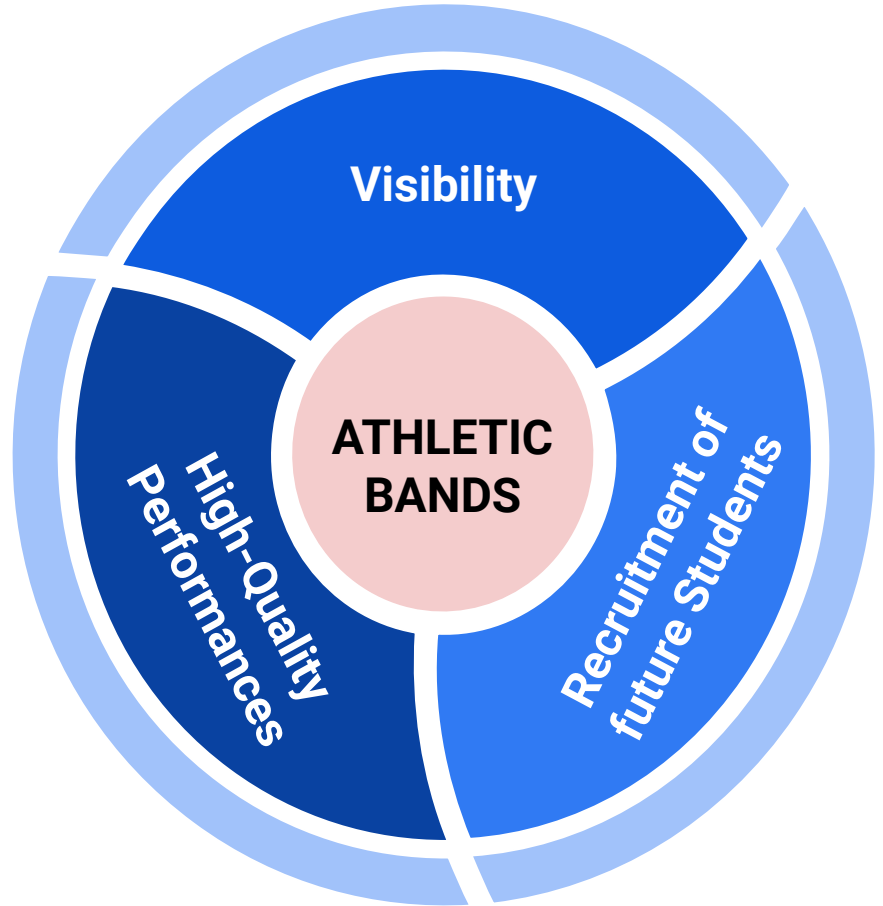 Visibility
ATHLETIC
BANDS
Recruitment of
future Students
High-Quality
Performances